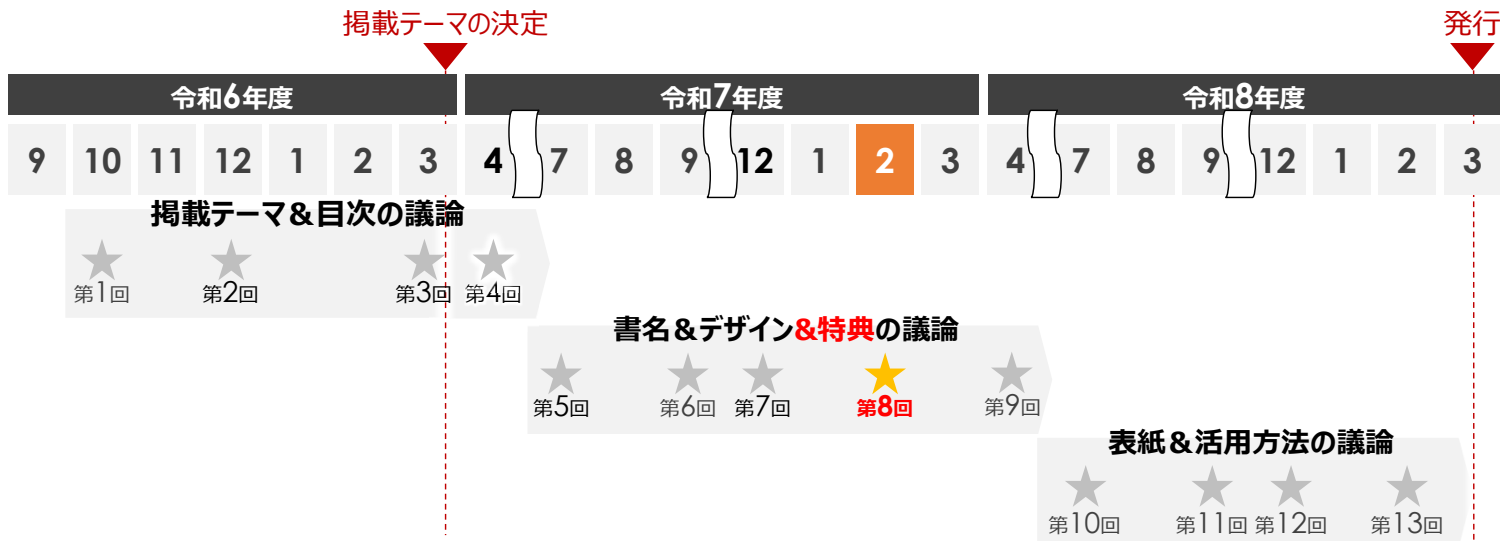 掲載テーマの決定 発行
令和6年度 令和7年度 令和8年度
9 10 11 12 1 2 3 4 7 8 9 12 1 2 3 4 7 8 9 12 1 2 3
掲載テーマ&目次の議論
第1回 第2回 第3回 第4回
書名&デザイン&特典の議論
第5回 第6回 第7回 第8回 第9回
表紙&活用方法の議論
第10回 第11回 第12回 第13回